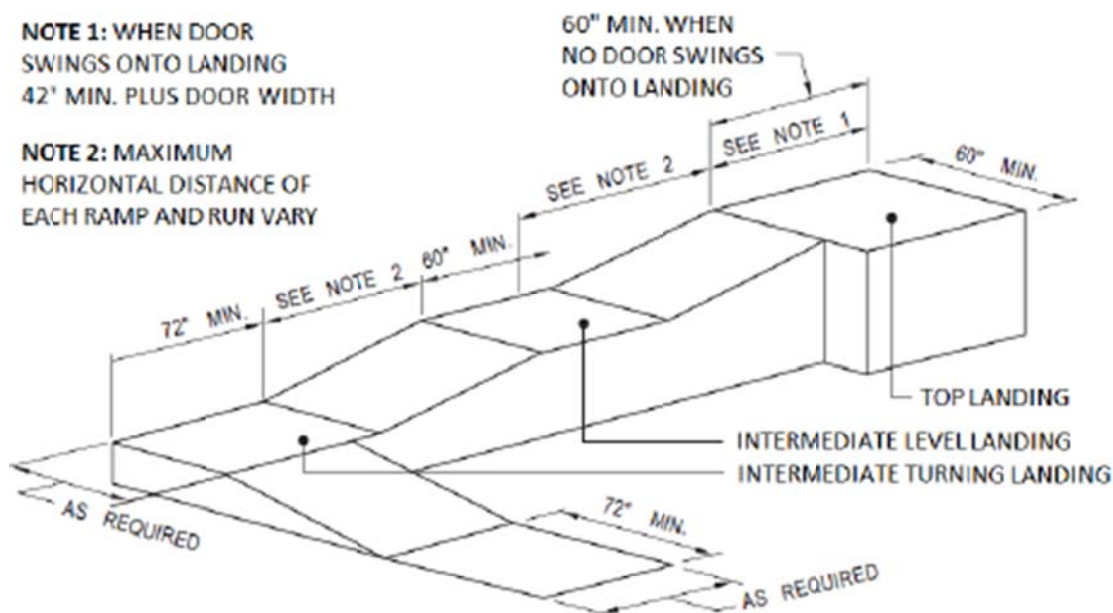 NOTE 1: WHEN DOOR
SWINGS ONTO LANDING
42" MIN. PLUS DOOR WIDTH
NOTE 2: MAXIMUM
HORIZONTAL DISTANCE OF
EACH RAMP AND RUN VARY
60" MIN. WHEN
NO DOOR SWINGS
ONTO LANDING
SEE NOTE 1
60" MIN.
SEE NOTE 2
60" MIN.
SEE NOTE 2
72" MIN.
TOP LANDING
INTERMEDIATE LEVEL LANDING
INTERMEDIATE TURNING LANDING
AS REQUIRED
72" MIN.
AS REQUIRED